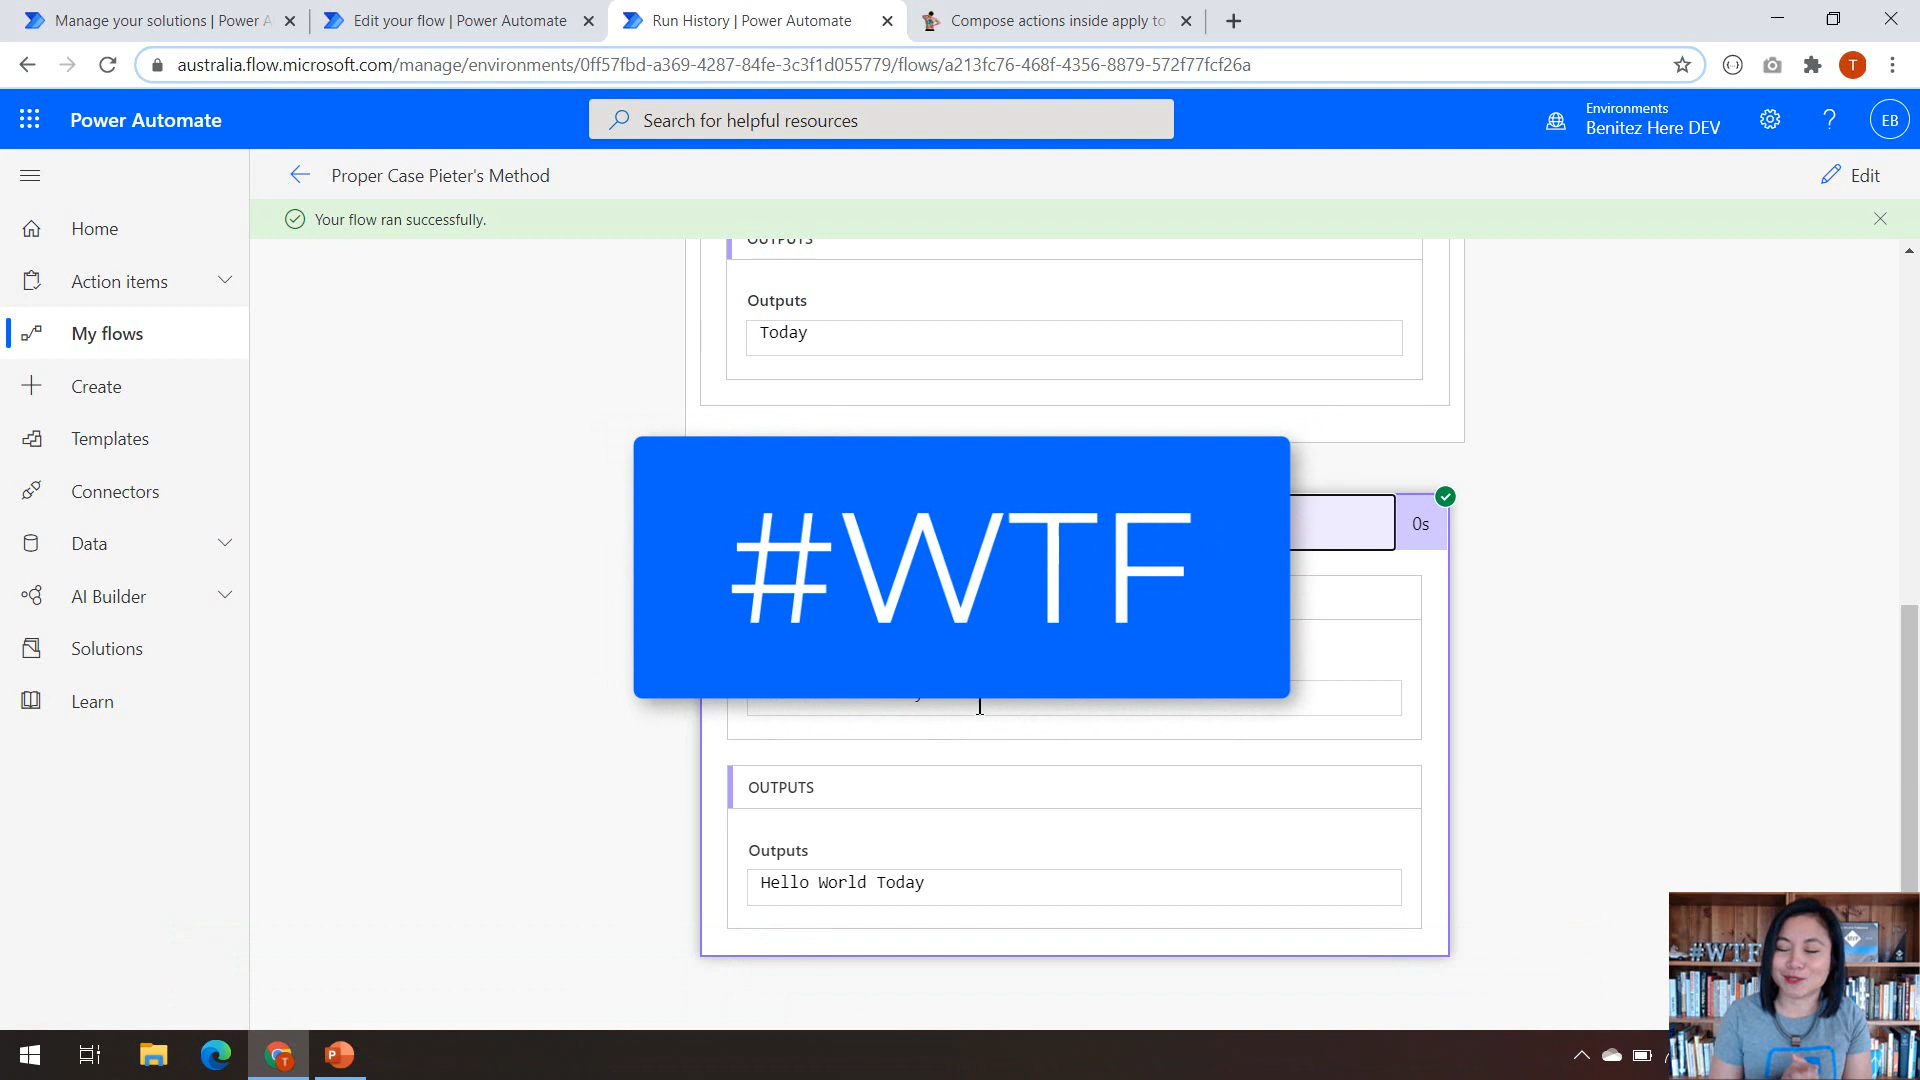 Manage your solutions | Power A
Edit your flow | Power Automate
Run History | Power Automate
Compose actions inside apply to
australia.flow.microsoft.com/manage/environments/0ff57fbd-a369-4287-84fe-3c3f1d055779/flows/a213fc76-468f-4356-8879-572f77fcf26a
T
Power Automate
Search for helpful resources
Environments
Benitez Here DEV
?
EB
Proper Case Pieter's Method
Edit
Your flow ran successfully.
Home
Action items
My flows
Create
Templates
Connectors
Data
AI Builder
Solutions
Learn
OUTPUTS
Outputs
Today
#WTF
0s
OUTPUTS
Outputs
Hello World Today
#WTF